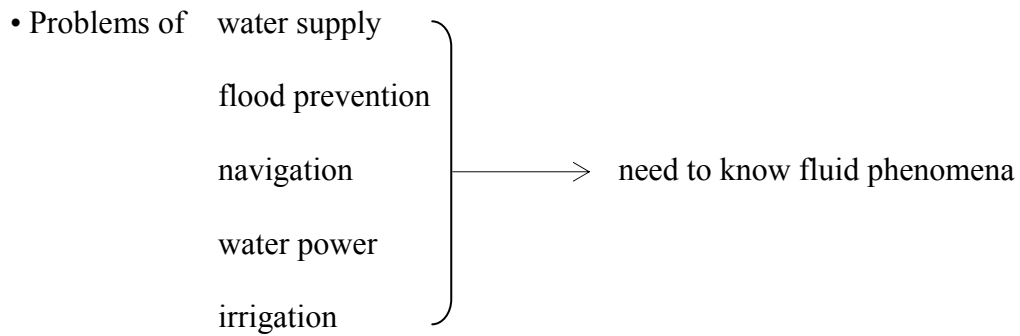 • Problems of water supply
flood prevention
navigation need to know fluid phenomena
water power
irrigation